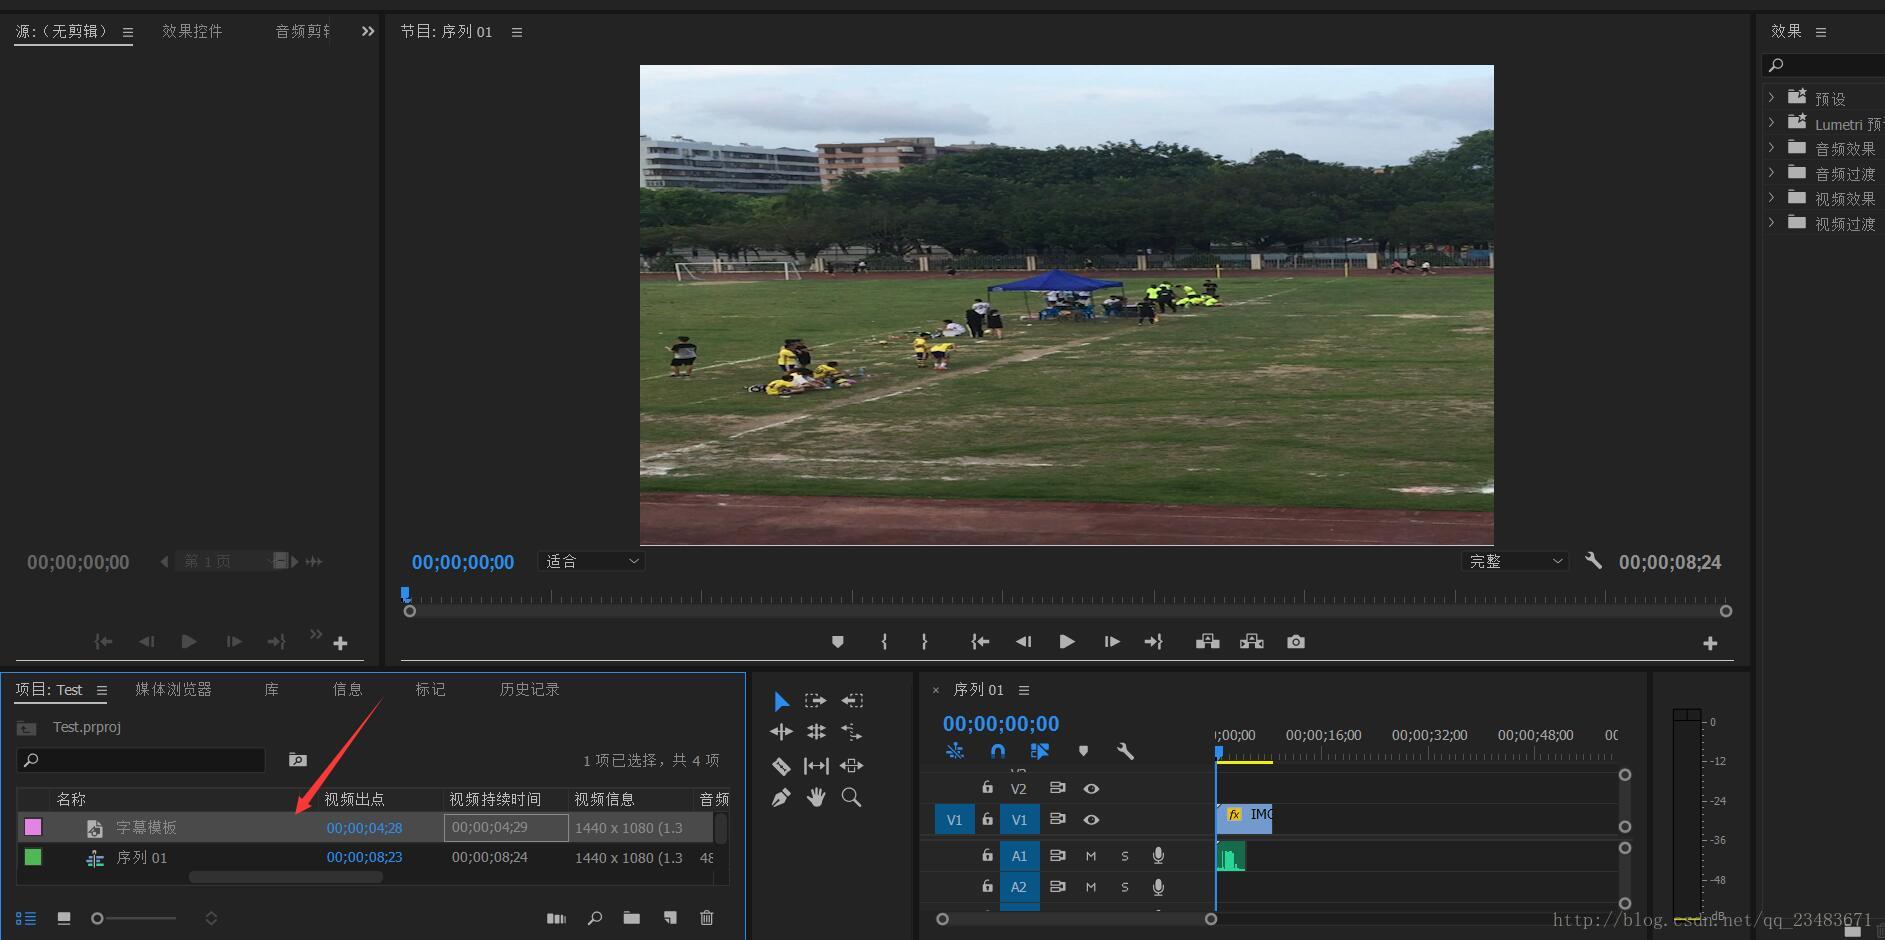 源:（无剪辑）
效果控件
音频剪辑
节目: 序列 01
效果
预设
Lumetri 预
音频效果
音频过渡
视频效果
视频过渡
00;00;00;00
第 1 页
00;00;00;00
适合
完整
00;00;08;24
项目: Test
媒体浏览器
库
信息
标记
历史记录
Test.prproj
1 项已选择，共 4 项
名称
视频出点
视频持续时间
视频信息
音频
字幕模板
00;00;04;28
00;00;04;29
1440 x 1080 (1.3
序列 01
00;00;08;23
00;00;08;24
1440 x 1080 (1.3
48
× 序列 01
00;00;00;00
;00;00
00;00;16;00
00;00;32;00
00;00;48;00
00
V2
V1
V1
fx IMG
A1
M
S
A2
M
S
0
-12
-24
-36
-48
dB
http://blog.csdn.net/qq_23483671